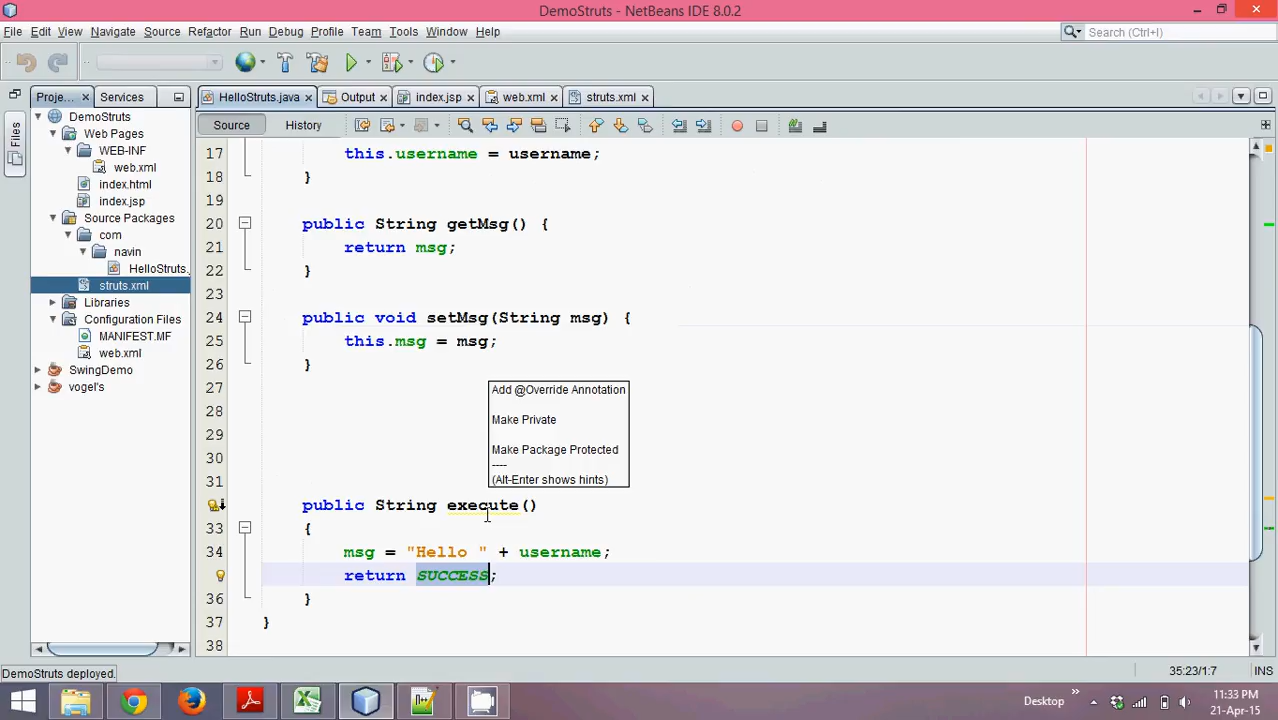 DemoStruts - NetBeans IDE 8.0.2
File Edit View Navigate Source Refactor Run Debug Profile Team Tools Window Help
Search (Ctrl+I)
Proje... Services
HelloStruts.java Output index.jsp web.xml struts.xml
Source History
Files
DemoStruts
Web Pages
WEB-INF
web.xml
index.html
index.jsp
Source Packages
com
navin
HelloStruts.
struts.xml
Libraries
Configuration Files
MANIFEST.MF
web.xml
SwingDemo
vogel's
17 this.username = username;
18 }
19
20 public String getMsg() {
21 return msg;
22 }
23
24 public void setMsg(String msg) {
25 this.msg = msg;
26 }
27
28
29
30
31
public String execute()
33 {
34 msg = "Hello " + username;
return SUCCESS;
36 }
37 }
38
Add @Override Annotation
Make Private
Make Package Protected
----
(Alt-Enter shows hints)
DemoStruts deployed.
35:23/1:7 INS
Desktop
11:33 PM
21-Apr-15